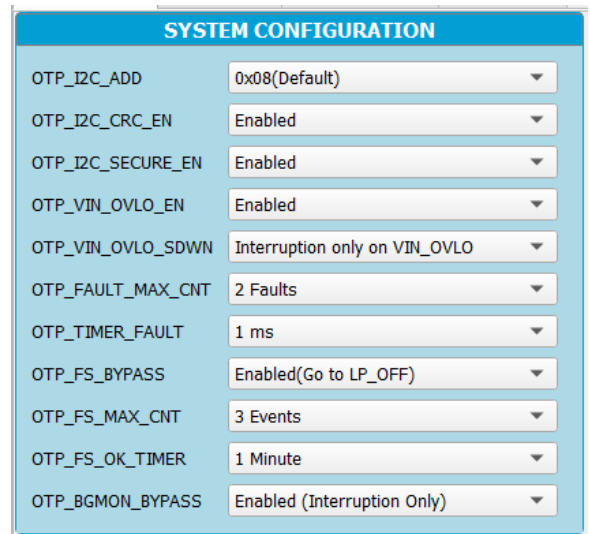 SYSTEM CONFIGURATION
OTP_I2C_ADD 0x08(Default)
OTP_I2C_CRC_EN Enabled
OTP_I2C_SECURE_EN Enabled
OTP_VIN_OVLO_EN Enabled
OTP_VIN_OVLO_SDWN Interruption only on VIN_OVLO
OTP_FAULT_MAX_CNT 2 Faults
OTP_TIMER_FAULT 1 ms
OTP_FS_BYPASS Enabled(Go to LP_OFF)
OTP_FS_MAX_CNT 3 Events
OTP_FS_OK_TIMER 1 Minute
OTP_BGMON_BYPASS Enabled (Interruption Only)